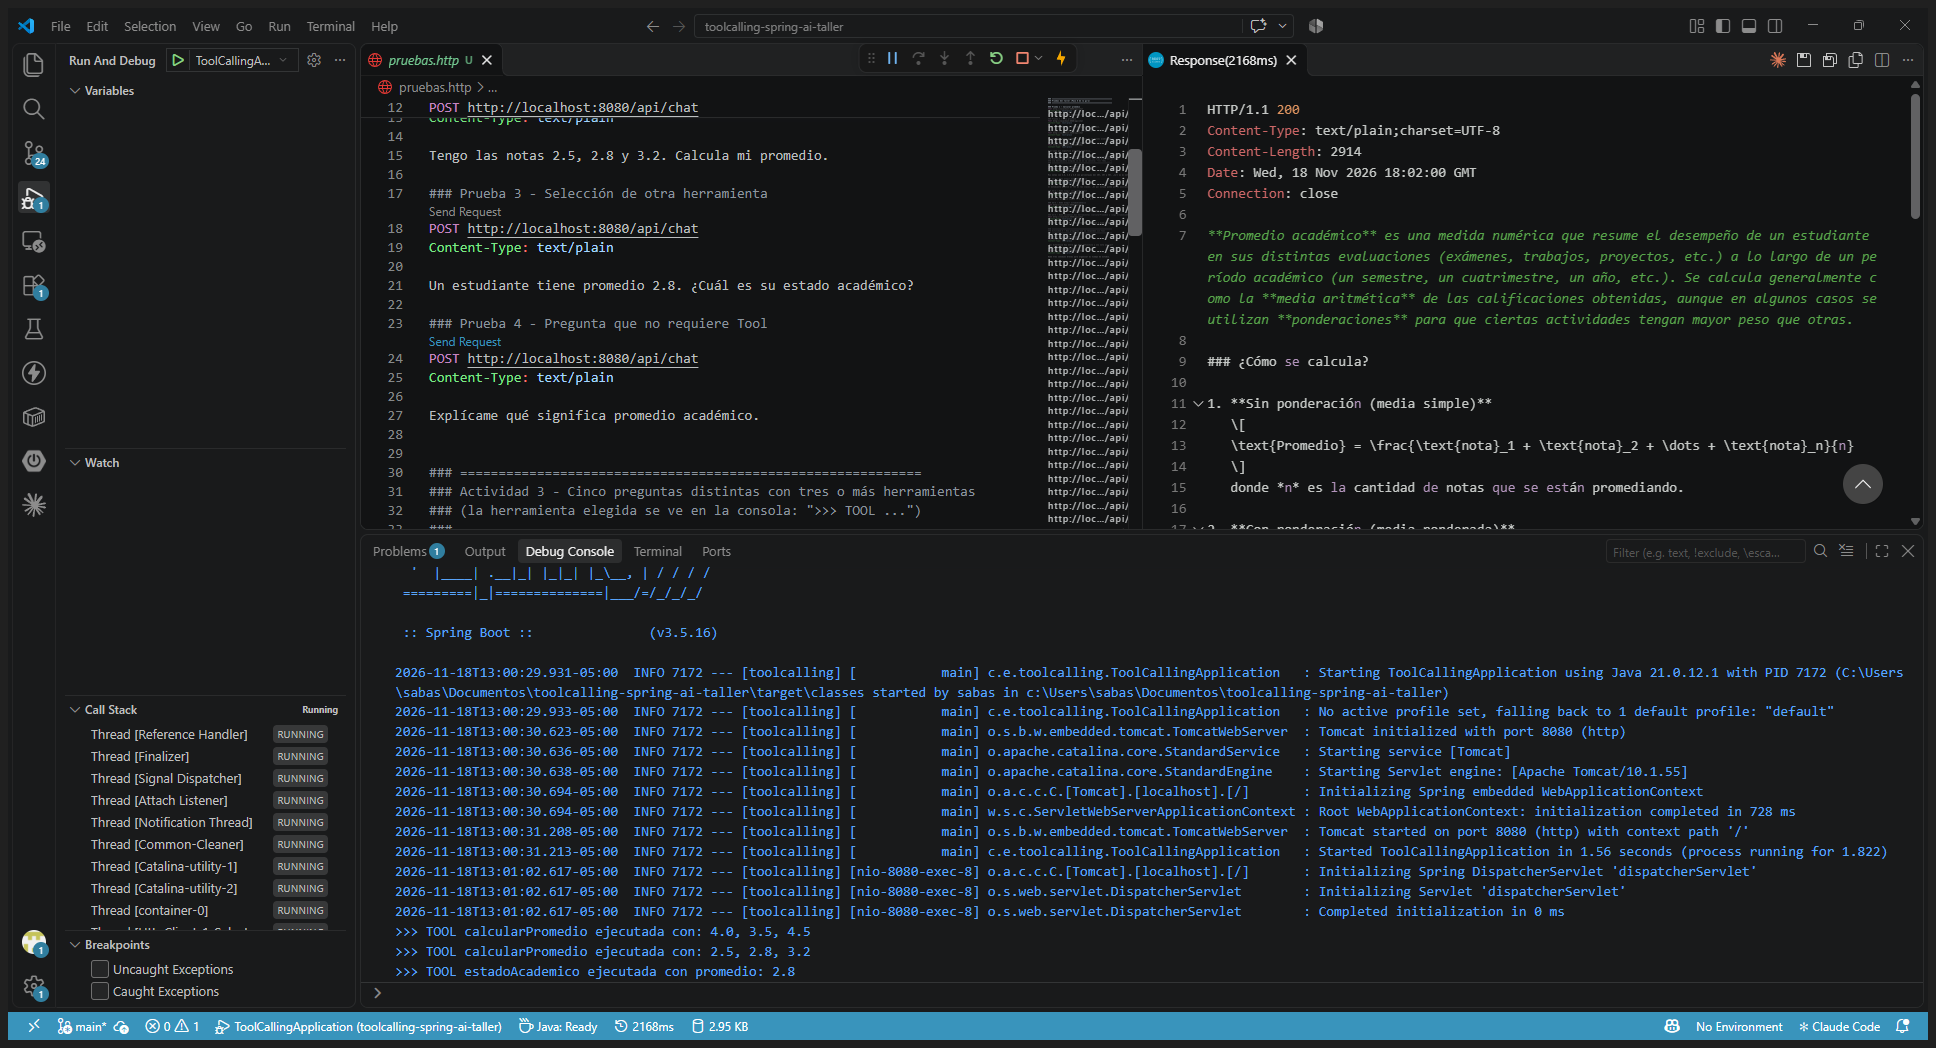 File Edit Selection View Go Run Terminal Help
toolcalling-spring-ai-taller
Run And Debug ToolCallingA...
Variables
Watch
Call Stack Running
Thread [Reference Handler] RUNNING
Thread [Finalizer] RUNNING
Thread [Signal Dispatcher] RUNNING
Thread [Attach Listener] RUNNING
Thread [Notification Thread] RUNNING
Thread [Common-Cleaner] RUNNING
Thread [Catalina-utility-1] RUNNING
Thread [Catalina-utility-2] RUNNING
Thread [container-0] RUNNING
Breakpoints
Uncaught Exceptions
Caught Exceptions
24
1
1
1
1
pruebas.http U
pruebas.http > ...
12 POST http://localhost:8080/api/chat
13 Content-Type: text/plain
14
15 Tengo las notas 2.5, 2.8 y 3.2. Calcula mi promedio.
16
17 ### Prueba 3 - Selección de otra herramienta
Send Request
18 POST http://localhost:8080/api/chat
19 Content-Type: text/plain
20
21 Un estudiante tiene promedio 2.8. ¿Cuál es su estado académico?
22
23 ### Prueba 4 - Pregunta que no requiere Tool
Send Request
24 POST http://localhost:8080/api/chat
25 Content-Type: text/plain
26
27 Explícame qué significa promedio académico.
28
29
30 ### ============================================================
31 ### Actividad 3 - Cinco preguntas distintas con tres o más herramientas
32 ### (la herramienta elegida se ve en la consola: ">>> TOOL ...")
33 ###
Response(2168ms)
1 HTTP/1.1 200
2 Content-Type: text/plain;charset=UTF-8
3 Content-Length: 2914
4 Date: Wed, 18 Nov 2026 18:02:00 GMT
5 Connection: close
6
7 **Promedio académico** es una medida numérica que resume el desempeño de un estudiante
en sus distintas evaluaciones (exámenes, trabajos, proyectos, etc.) a lo largo de un pe
ríodo académico (un semestre, un cuatrimestre, un año, etc.). Se calcula generalmente c
omo la **media aritmética** de las calificaciones obtenidas, aunque en algunos casos se
utilizan **ponderaciones** para que ciertas actividades tengan mayor peso que otras.
8
9 ### ¿Cómo se calcula?
10
11 1. **Sin ponderación (media simple)**
12 \[
13 \text{Promedio} = \frac{\text{nota}_1 + \text{nota}_2 + \dots + \text{nota}_n}{n}
14 \]
15 donde *n* es la cantidad de notas que se están promediando.
16
17 2. **Con ponderación (media ponderada)**
Problems 1 Output Debug Console Terminal Ports
Filter (e.g. text, !exclude, \esca...
' |____| .__|_| |_|_| |_\__, | / / / /
=========|_|==============|___/=/_/_/_/
:: Spring Boot :: (v3.5.16)
2026-11-18T13:00:29.931-05:00 INFO 7172 --- [toolcalling] [ main] c.e.toolcalling.ToolCallingApplication : Starting ToolCallingApplication using Java 21.0.12.1 with PID 7172 (C:\Users
\sabas\Documentos\toolcalling-spring-ai-taller\target\classes started by sabas in c:\Users\sabas\Documentos\toolcalling-spring-ai-taller)
2026-11-18T13:00:29.933-05:00 INFO 7172 --- [toolcalling] [ main] c.e.toolcalling.ToolCallingApplication : No active profile set, falling back to 1 default profile: "default"
2026-11-18T13:00:30.623-05:00 INFO 7172 --- [toolcalling] [ main] o.s.b.w.embedded.tomcat.TomcatWebServer : Tomcat initialized with port 8080 (http)
2026-11-18T13:00:30.636-05:00 INFO 7172 --- [toolcalling] [ main] o.apache.catalina.core.StandardService : Starting service [Tomcat]
2026-11-18T13:00:30.638-05:00 INFO 7172 --- [toolcalling] [ main] o.apache.catalina.core.StandardEngine : Starting Servlet engine: [Apache Tomcat/10.1.55]
2026-11-18T13:00:30.694-05:00 INFO 7172 --- [toolcalling] [ main] o.a.c.c.C.[Tomcat].[localhost].[/] : Initializing Spring embedded WebApplicationContext
2026-11-18T13:00:30.694-05:00 INFO 7172 --- [toolcalling] [ main] w.s.c.ServletWebServerApplicationContext : Root WebApplicationContext: initialization completed in 728 ms
2026-11-18T13:00:31.208-05:00 INFO 7172 --- [toolcalling] [ main] o.s.b.w.embedded.tomcat.TomcatWebServer : Tomcat started on port 8080 (http) with context path '/'
2026-11-18T13:00:31.213-05:00 INFO 7172 --- [toolcalling] [ main] c.e.toolcalling.ToolCallingApplication : Started ToolCallingApplication in 1.56 seconds (process running for 1.822)
2026-11-18T13:01:02.617-05:00 INFO 7172 --- [toolcalling] [nio-8080-exec-8] o.a.c.c.C.[Tomcat].[localhost].[/] : Initializing Spring DispatcherServlet 'dispatcherServlet'
2026-11-18T13:01:02.617-05:00 INFO 7172 --- [toolcalling] [nio-8080-exec-8] o.s.web.servlet.DispatcherServlet : Initializing Servlet 'dispatcherServlet'
2026-11-18T13:01:02.617-05:00 INFO 7172 --- [toolcalling] [nio-8080-exec-8] o.s.web.servlet.DispatcherServlet : Completed initialization in 0 ms
>>> TOOL calcularPromedio ejecutada con: 4.0, 3.5, 4.5
>>> TOOL calcularPromedio ejecutada con: 2.5, 2.8, 3.2
>>> TOOL estadoAcademico ejecutada con promedio: 2.8
main* 0 1 ToolCallingApplication (toolcalling-spring-ai-taller) Java: Ready 2168ms 2.95 KB No Environment Claude Code